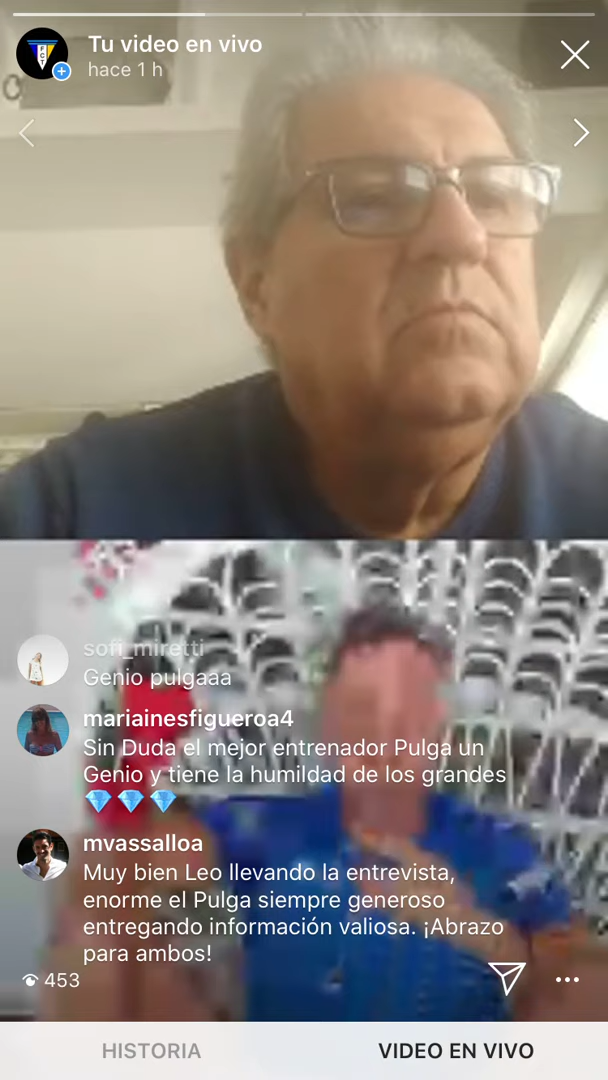 Tu video en vivo
hace 1 h
sofi_miretti
Genio pulgaaa
mariainesfigueroa4
Sin Duda el mejor entrenador Pulga un
Genio y tiene la humildad de los grandes
💎💎💎
mvassalloa
Muy bien Leo llevando la entrevista,
enorme el Pulga siempre generoso
entregando información valiosa. ¡Abrazo
para ambos!
453
HISTORIA
VIDEO EN VIVO